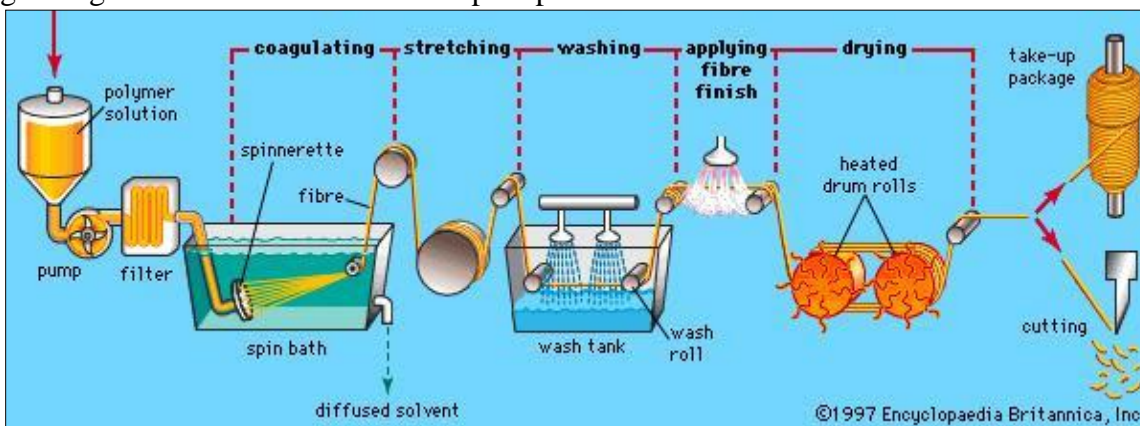 coagulating
stretching
washing
applying
fibre
finish
drying
take-up
package
polymer
solution
spinnerette
fibre
heated
drum rolls
pump
filter
spin bath
wash tank
wash
roll
cutting
diffused solvent
©1997 Encyclopaedia Britannica, Inc